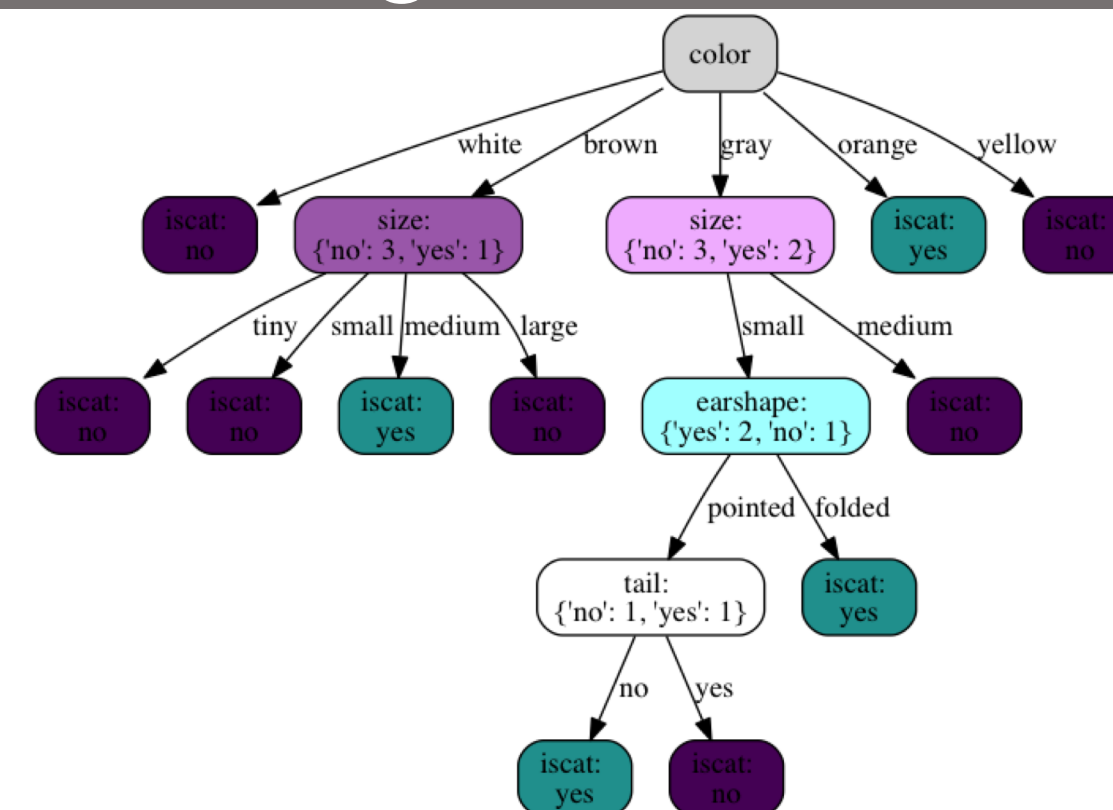 color
white
brown
gray
orange
yellow
iscat:
no
size:
{'no': 3, 'yes': 1}
size:
{'no': 3, 'yes': 2}
iscat:
yes
iscat:
no
tiny
small
medium
large
small
medium
iscat:
no
iscat:
no
iscat:
yes
iscat:
no
earshape:
{'yes': 2, 'no': 1}
iscat:
no
pointed
folded
tail:
{'no': 1, 'yes': 1}
iscat:
yes
no
yes
iscat:
yes
iscat:
no